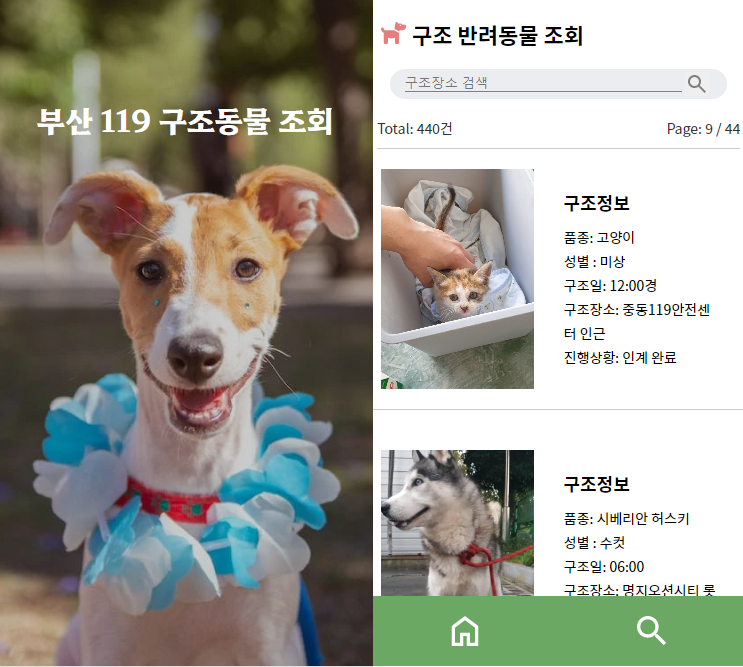 부산 119 구조동물 조회
구조 반려동물 조회
구조장소 검색
Total: 440건
Page: 9 / 44
구조정보
품종: 고양이
성별 : 미상
구조일: 12:00경
구조장소: 중동119안전센
터 인근
진행상황: 인계 완료
구조정보
품종: 시베리안 허스키
성별 : 수컷
구조일: 06:00
구조장소: 명지오션시티 롯